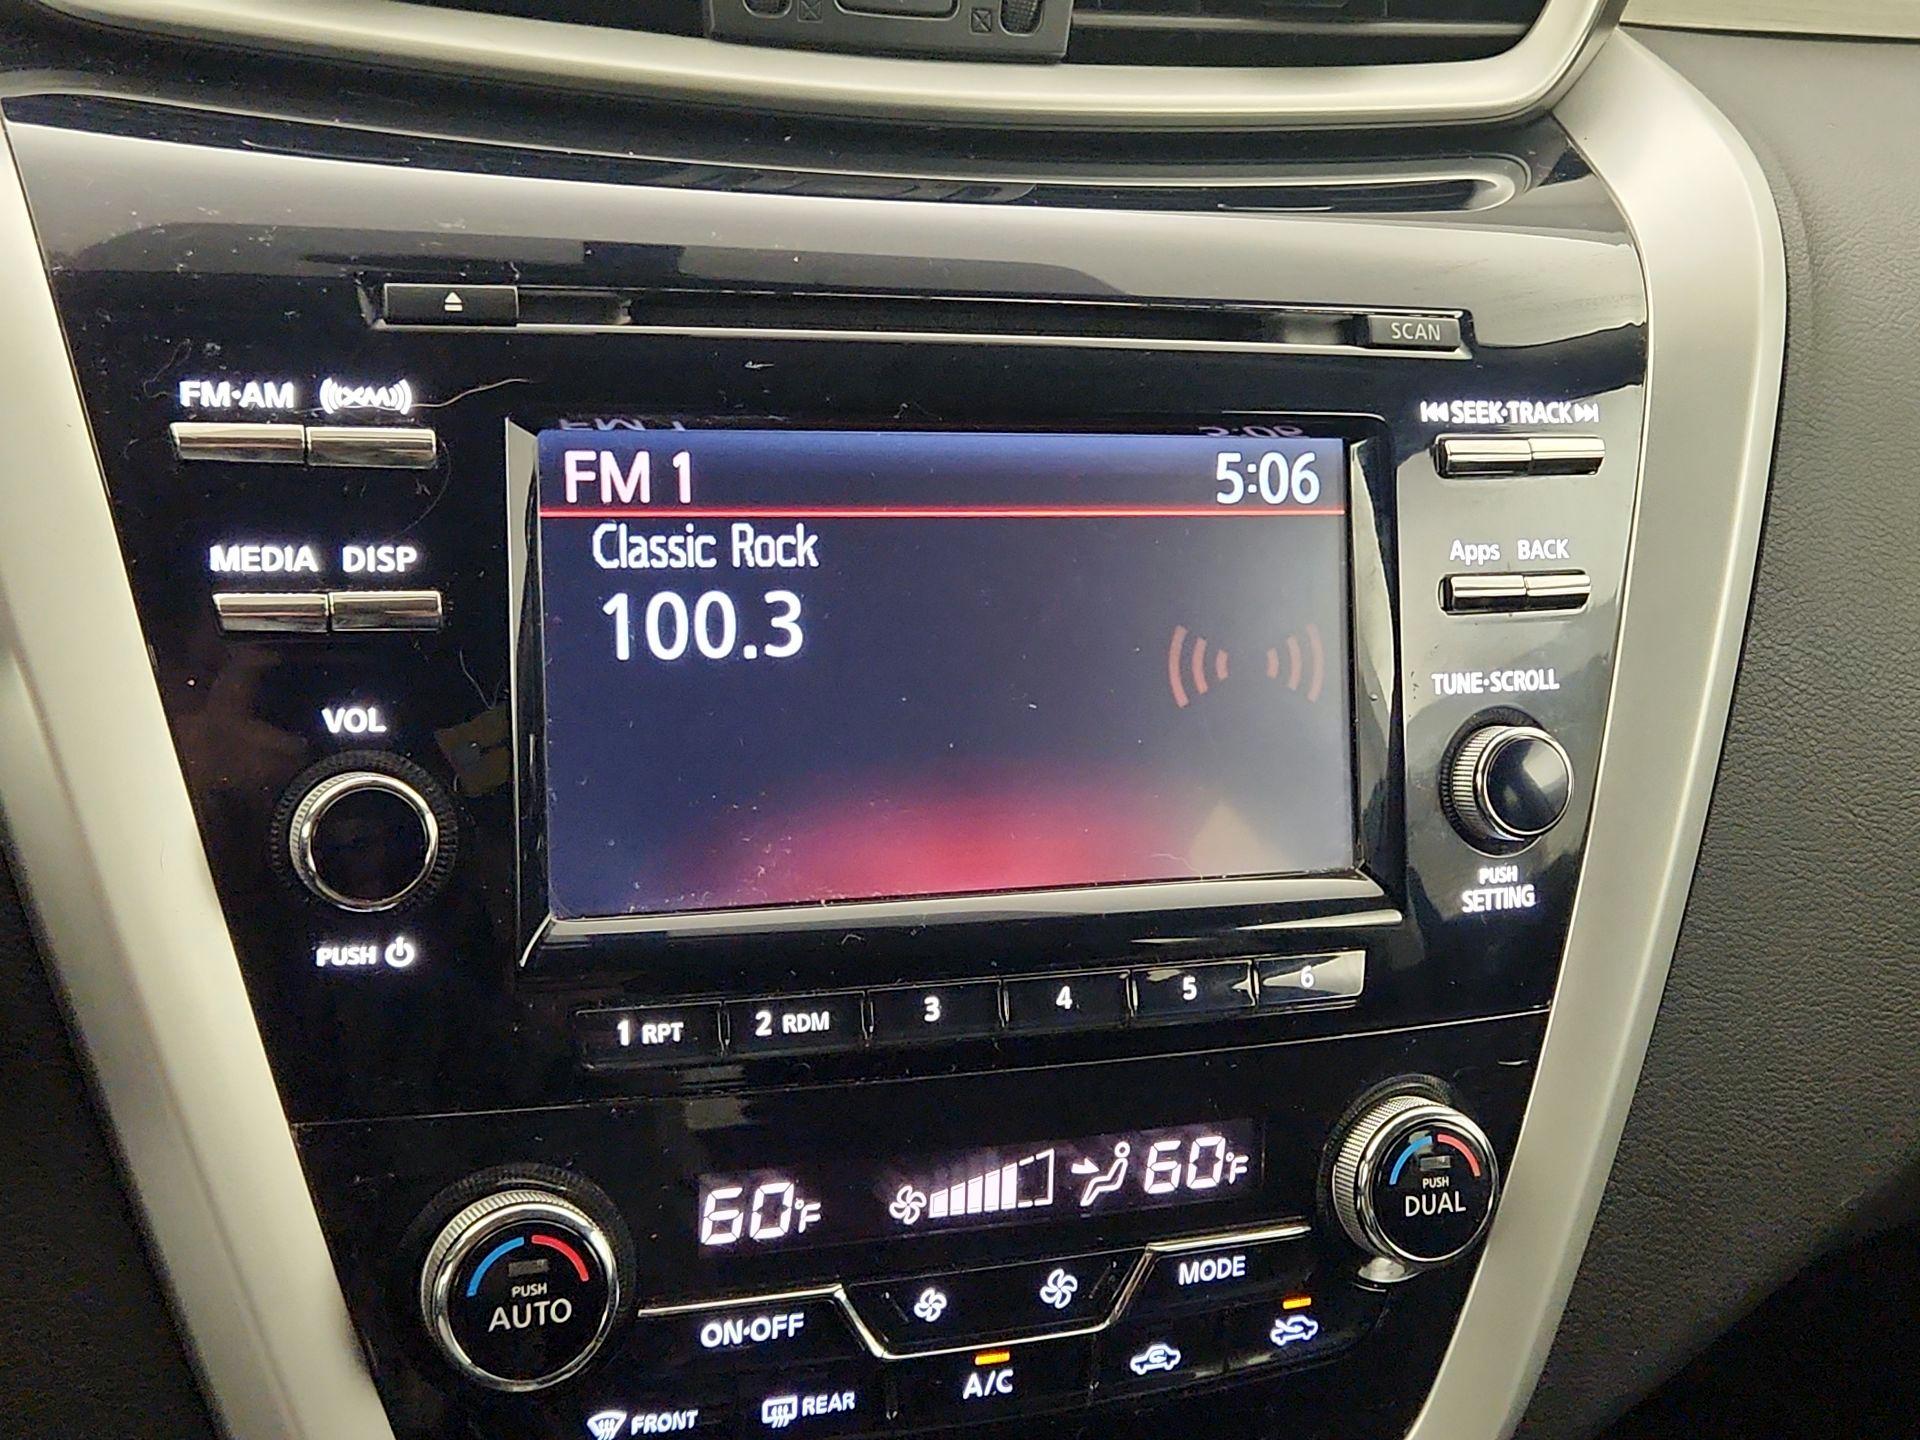 SCAN
FM·AM XM
SEEK·TRACK
FM 1 5:06
Classic Rock
100.3
MEDIA DISP
Apps BACK
VOL
TUNE·SCROLL
PUSH
SETTING
PUSH
1 RPT 2 RDM 3 4 5 6
60°F 60°F
PUSH
DUAL
PUSH
AUTO
ON·OFF
MODE
A/C
FRONT REAR